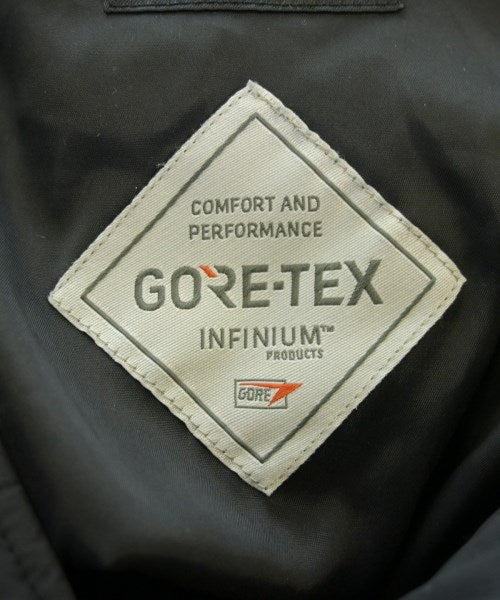 COMFORT AND
PERFORMANCE
GORE-TEX
INFINIUM™
PRODUCTS
GORE